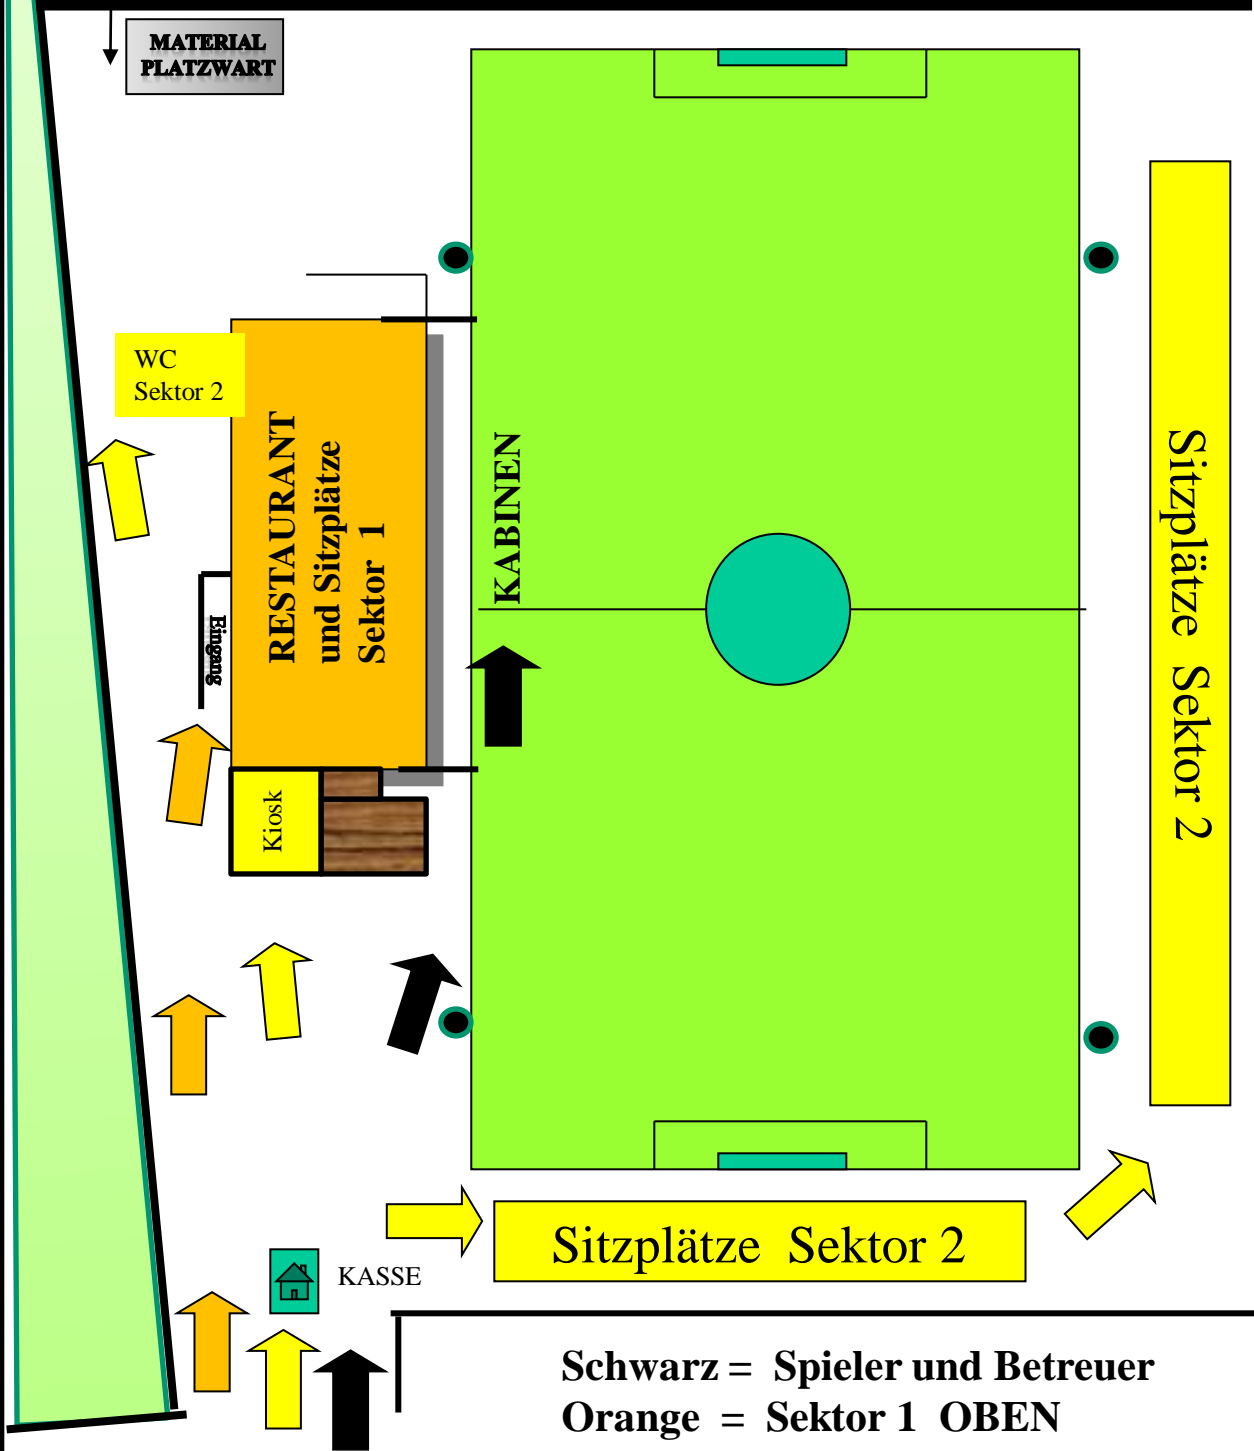 MATERIAL
PLATZWART
WC
Sektor 2
RESTAURANT
und Sitzplätze
Sektor 1
KABINEN
Eingang
Kiosk
Sitzplätze Sektor 2
Sitzplätze Sektor 2
KASSE
Schwarz = Spieler und Betreuer
Orange = Sektor 1 OBEN